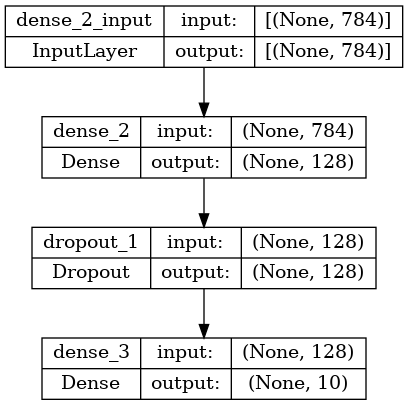 dense_2_input input: [(None, 784)]
InputLayer output: [(None, 784)]
dense_2 input: (None, 784)
Dense output: (None, 128)
dropout_1 input: (None, 128)
Dropout output: (None, 128)
dense_3 input: (None, 128)
Dense output: (None, 10)